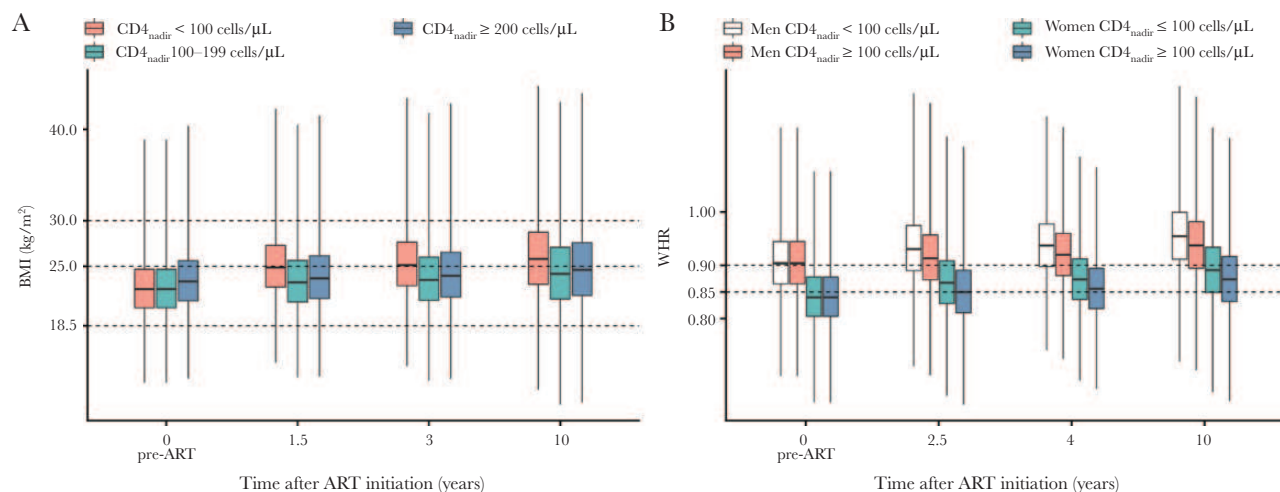 A
CD4nadir < 100 cells/μL
CD4nadir ≥ 200 cells/μL
CD4nadir 100–199 cells/μL
BMI (kg/m²)
40.0
30.0
25.0
18.5
0
pre-ART
1.5
3
10
Time after ART initiation (years)
B
Men CD4nadir < 100 cells/μL
Women CD4nadir ≤ 100 cells/μL
Men CD4nadir ≥ 100 cells/μL
Women CD4nadir ≥ 100 cells/μL
WHR
1.00
0.90
0.85
0.80
0
pre-ART
2.5
4
10
Time after ART initiation (years)